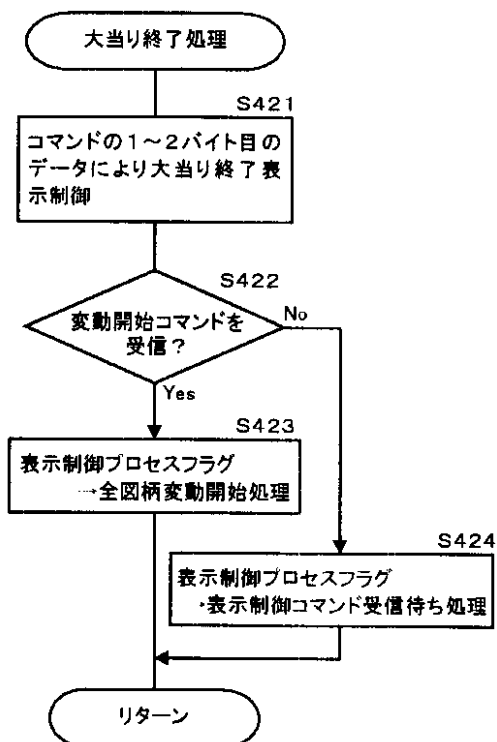 大当り終了処理
S421
コマンドの1〜2バイト目の
データにより大当り終了表
示制御
S422
変動開始コマンドを
受信？
No
Yes
S423
表示制御プロセスフラグ
→全図柄変動開始処理
S424
表示制御プロセスフラグ
→表示制御コマンド受信待ち処理
リターン